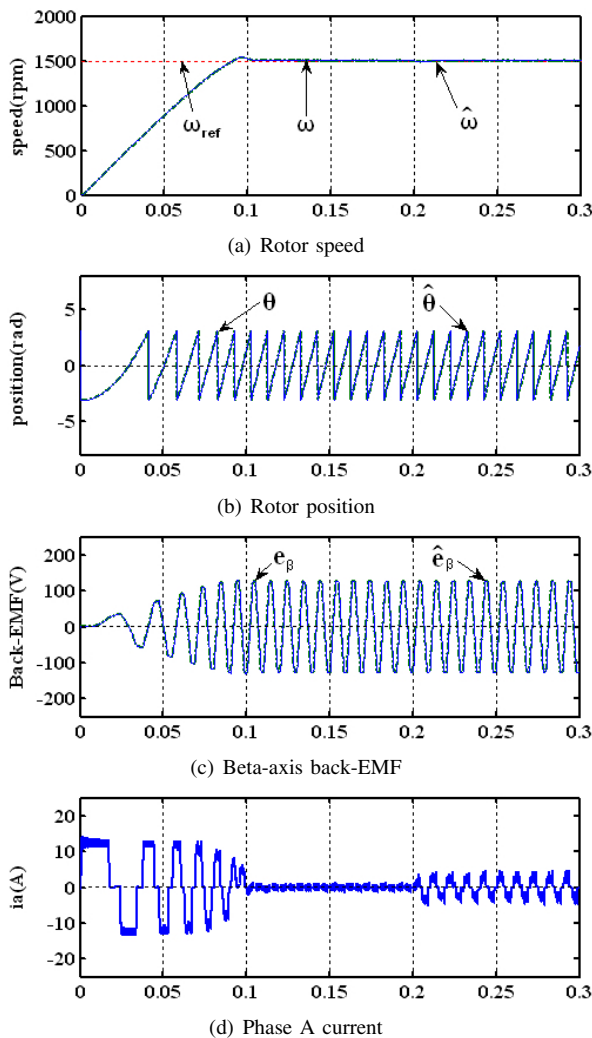 2000
1500
1000
500
0
speed(rpm)
ω_ref
ω
ω̂
0 0.05 0.1 0.15 0.2 0.25 0.3
(a) Rotor speed
5
0
-5
position(rad)
θ
θ̂
0 0.05 0.1 0.15 0.2 0.25 0.3
(b) Rotor position
200
100
0
-100
-200
Back-EMF(V)
e_β
ê_β
0 0.05 0.1 0.15 0.2 0.25 0.3
(c) Beta-axis back-EMF
20
10
0
-10
-20
ia(A)
0 0.05 0.1 0.15 0.2 0.25 0.3
(d) Phase A current